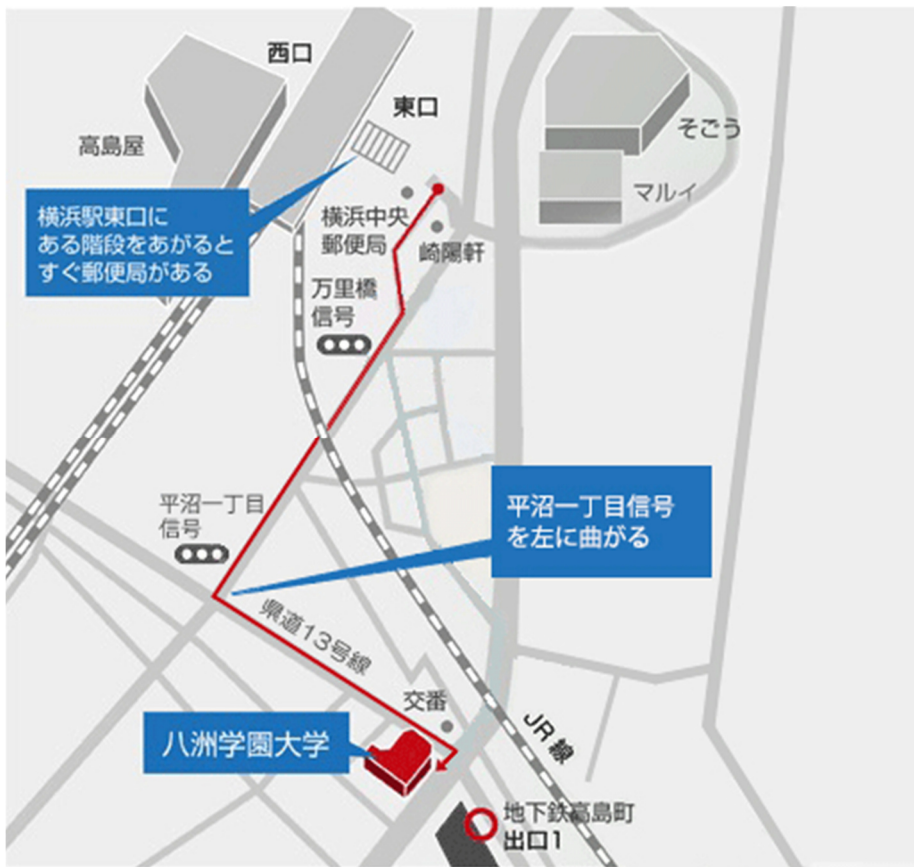 西口
東口
高島屋
そごう
マルイ
横浜駅東口に
ある階段をあがると
すぐ郵便局がある
横浜中央
郵便局
崎陽軒
万里橋
信号
平沼一丁目
信号
平沼一丁目信号
を左に曲がる
県道13号線
交番
八洲学園大学
JR線
地下鉄高島町
出口1